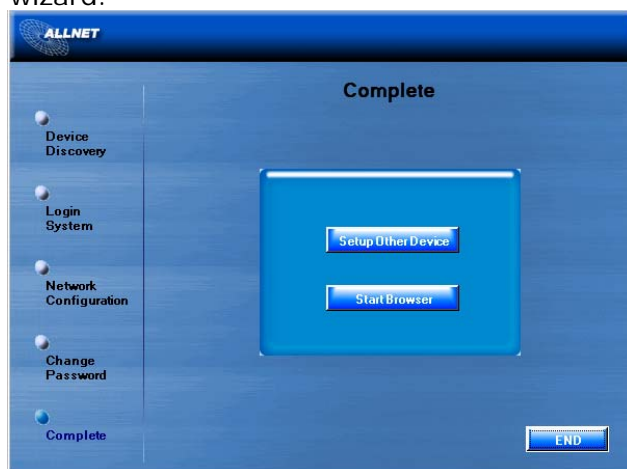 wizard.
ALLNET
Complete
Device
Discovery
Login
System
Network
Configuration
Change
Password
Complete
Setup Other Device
Start Browser
END